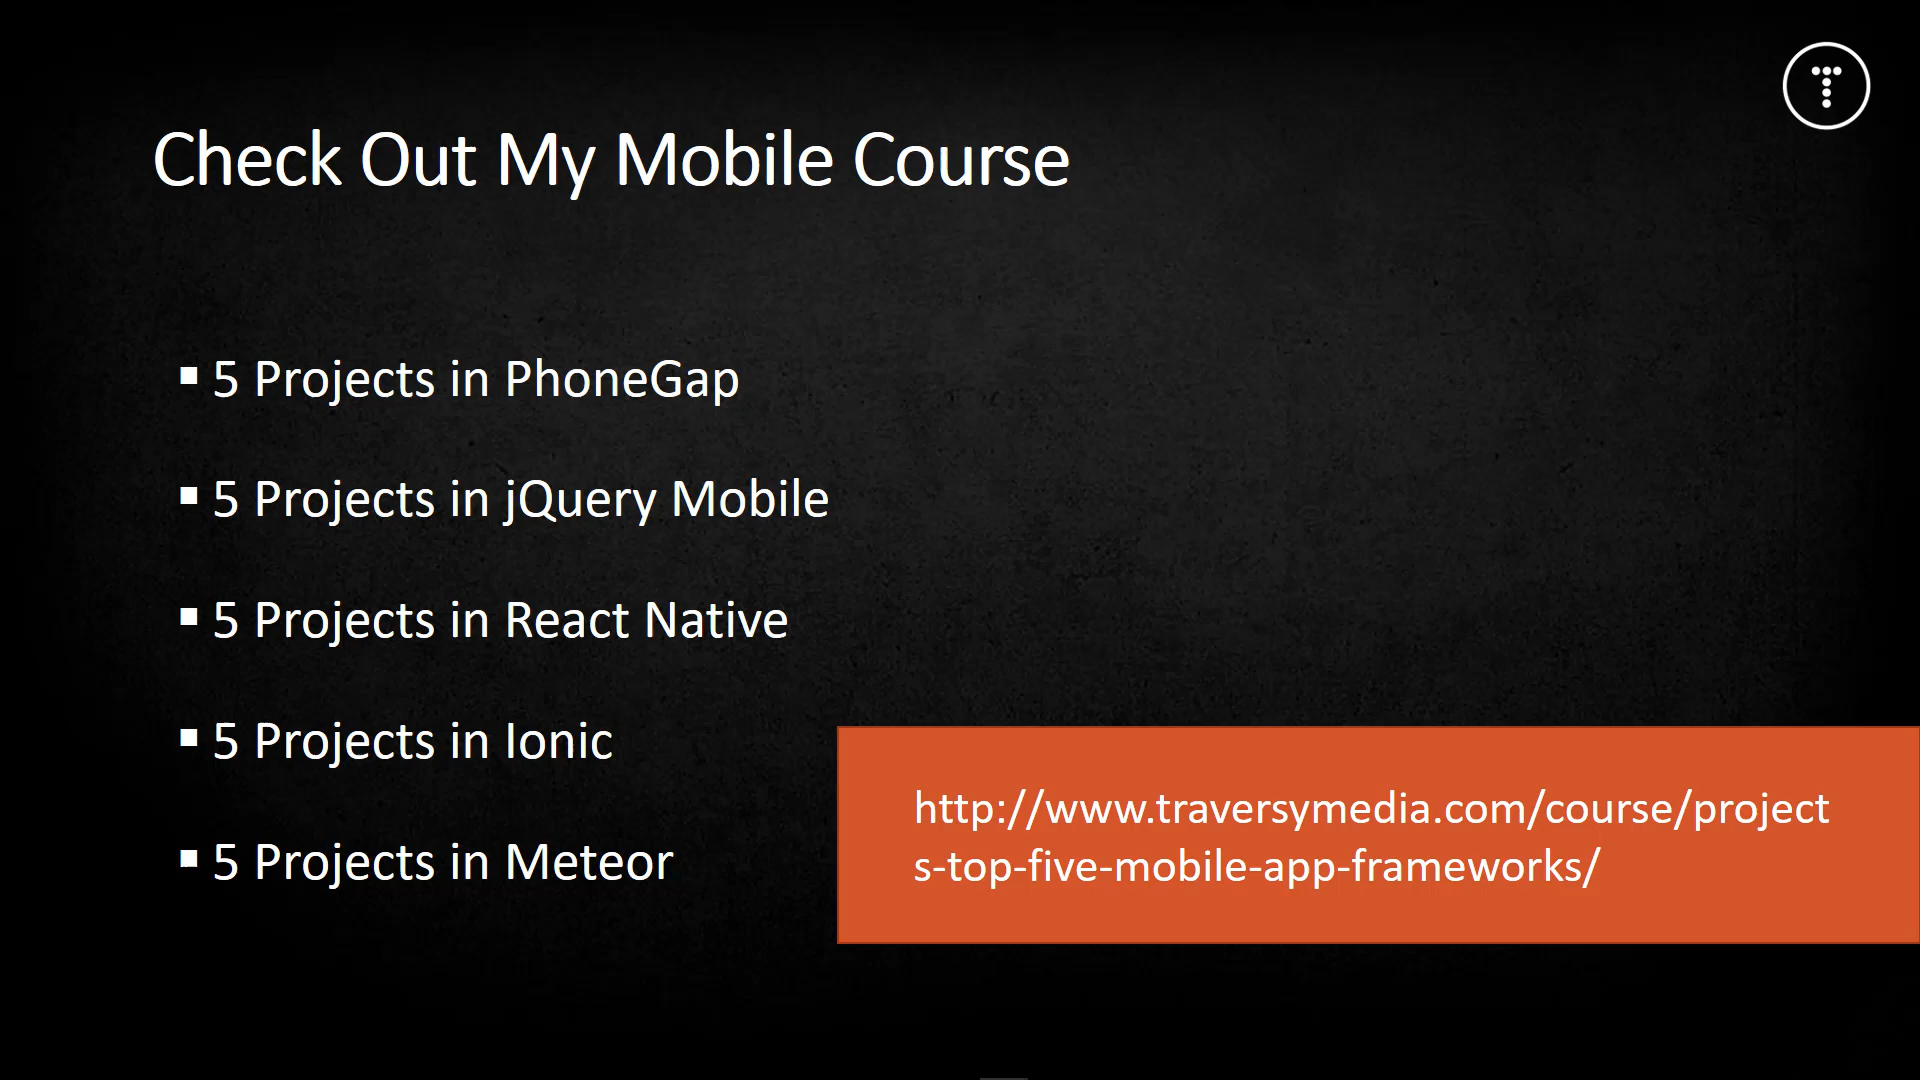 Check Out My Mobile Course
▪ 5 Projects in PhoneGap
▪ 5 Projects in jQuery Mobile
▪ 5 Projects in React Native
▪ 5 Projects in Ionic
▪ 5 Projects in Meteor
http://www.traversymedia.com/course/project
s-top-five-mobile-app-frameworks/